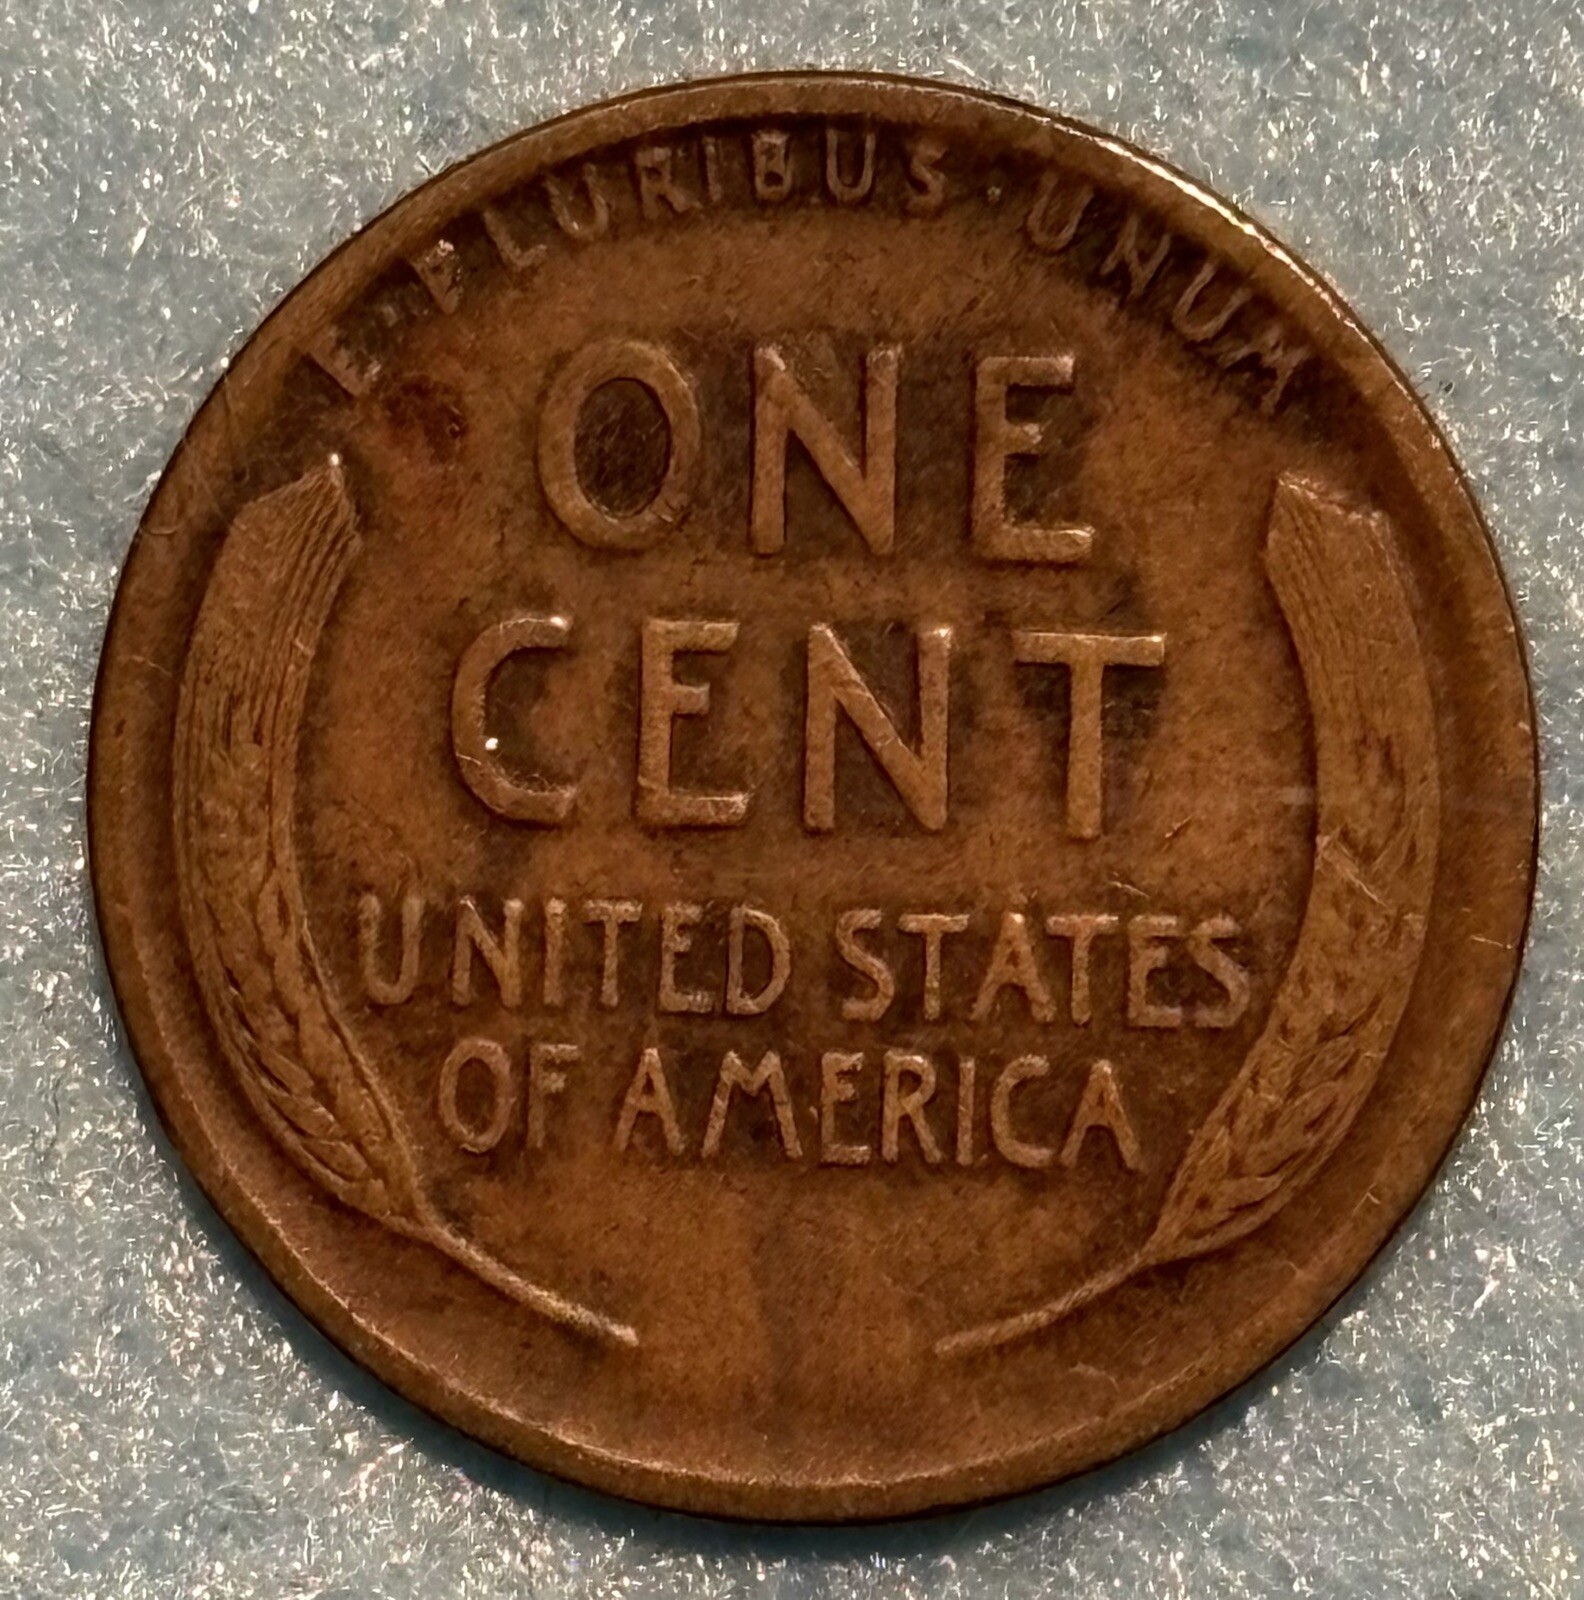 E·PLURIBUS·UNUM
ONE
CENT
UNITED STATES
OF AMERICA